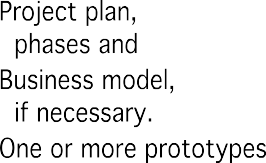 Project plan,
phases and
Business model,
if necessary.
One or more prototypes